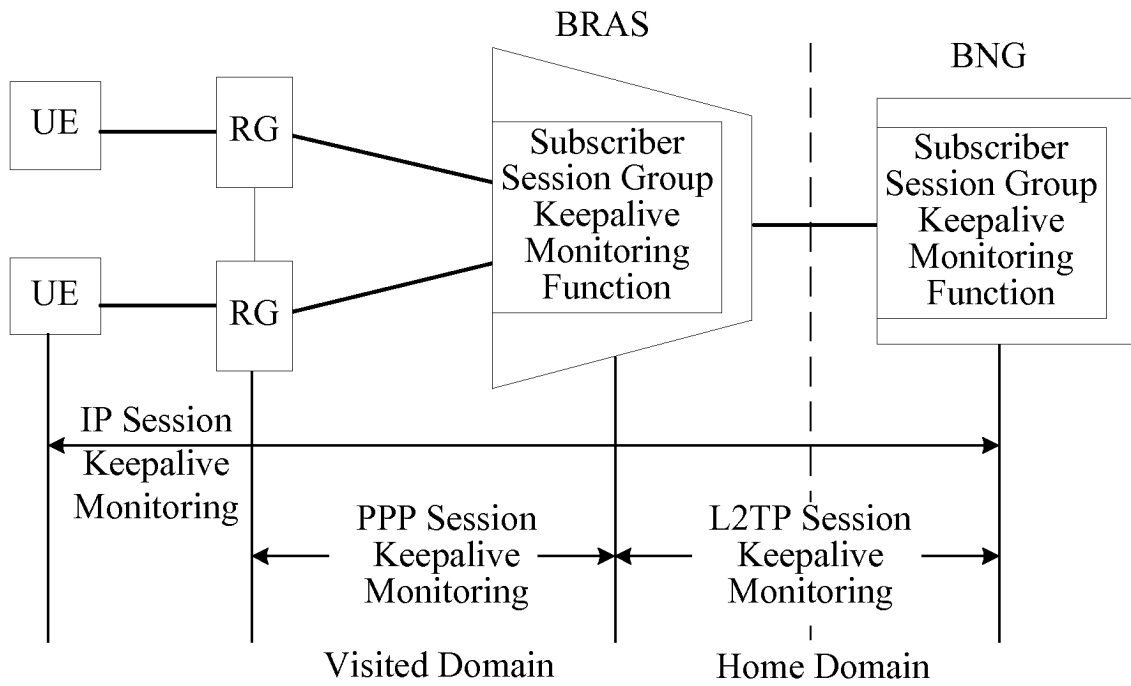 BRAS
BNG
UE
RG
Subscriber
Session Group
Keepalive
Monitoring
Function
Subscriber
Session Group
Keepalive
Monitoring
Function
UE
RG
IP Session
Keepalive
Monitoring
PPP Session
Keepalive
Monitoring
L2TP Session
Keepalive
Monitoring
Visited Domain
Home Domain